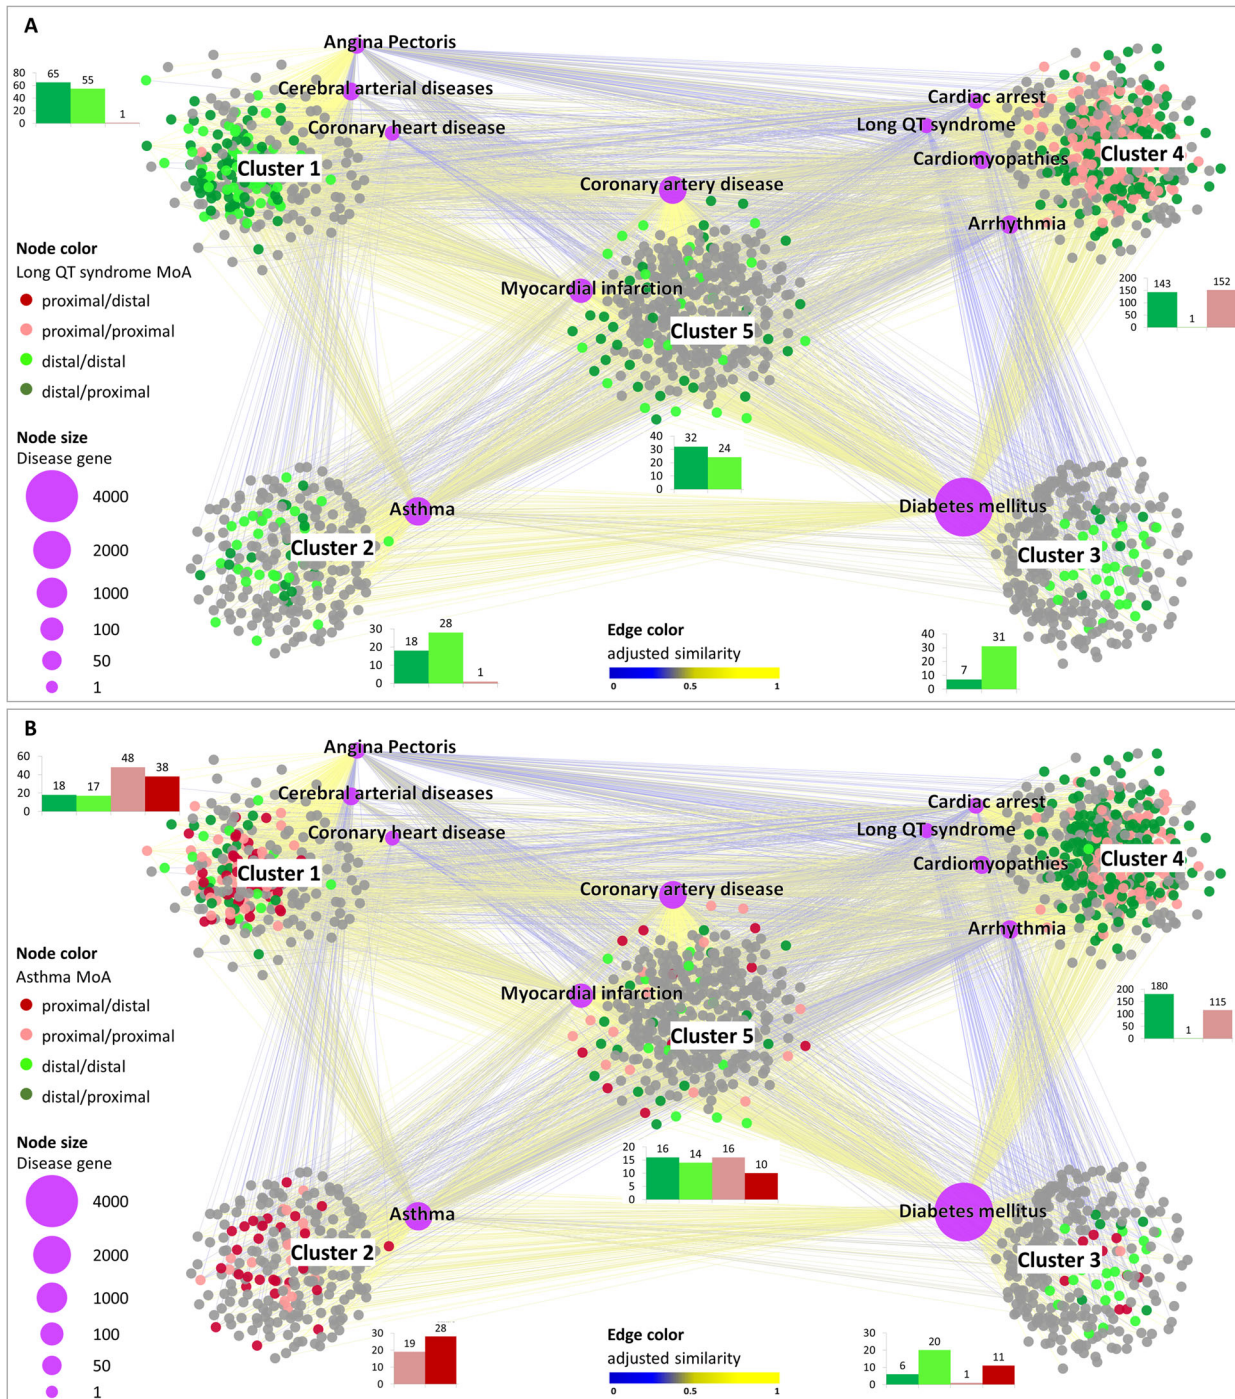 A
Angina Pectoris
Cerebral arterial diseases
Coronary heart disease
Cardiac arrest
Long QT syndrome
Cardiomyopathies
Arrhythmia
Coronary artery disease
Myocardial infarction
Cluster 1
Cluster 4
Cluster 5
80
60
40
20
0
65
55
1
Node color
Long QT syndrome MoA
proximal/distal
proximal/proximal
distal/distal
distal/proximal
200
150
100
50
0
143
1
152
Node size
Disease gene
4000
2000
1000
100
50
1
40
30
20
10
0
32
24
Asthma
Cluster 2
Diabetes mellitus
Cluster 3
30
20
10
0
18
28
1
Edge color
adjusted similarity
0
0.5
1
40
30
20
10
0
7
31
B
Angina Pectoris
Cerebral arterial diseases
Coronary heart disease
Cardiac arrest
Long QT syndrome
Cardiomyopathies
Arrhythmia
Coronary artery disease
Myocardial infarction
Cluster 1
Cluster 4
Cluster 5
60
40
20
0
18
17
48
38
Node color
Asthma MoA
proximal/distal
proximal/proximal
distal/distal
distal/proximal
200
150
100
50
0
180
1
115
Node size
Disease gene
4000
2000
1000
100
50
1
20
15
10
5
0
16
14
16
10
Asthma
Cluster 2
Diabetes mellitus
Cluster 3
30
20
10
0
19
28
Edge color
adjusted similarity
0
0.5
1
30
20
10
0
6
20
1
11